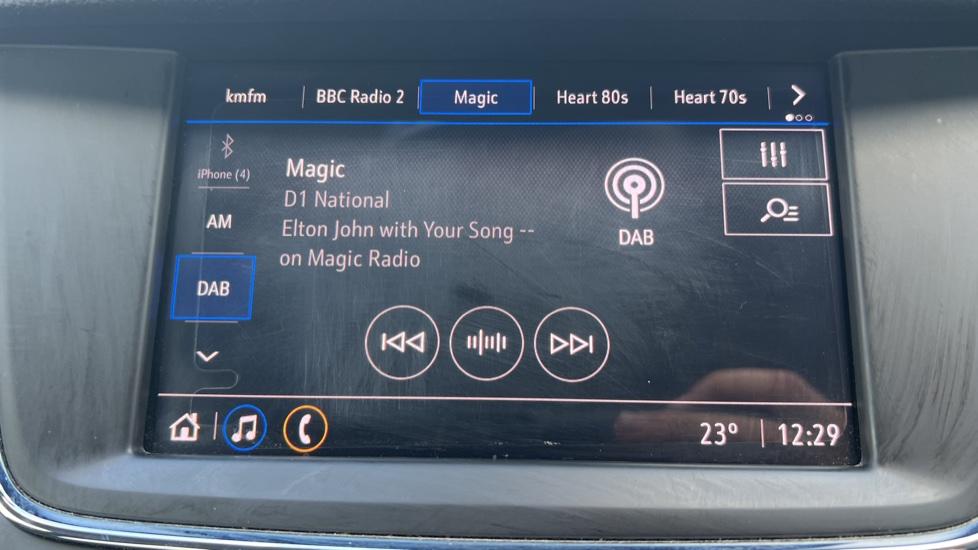 kmfm
BBC Radio 2
Magic
Heart 80s
Heart 70s
iPhone (4)
AM
DAB
Magic
D1 National
Elton John with Your Song --
on Magic Radio
DAB
23°
12:29